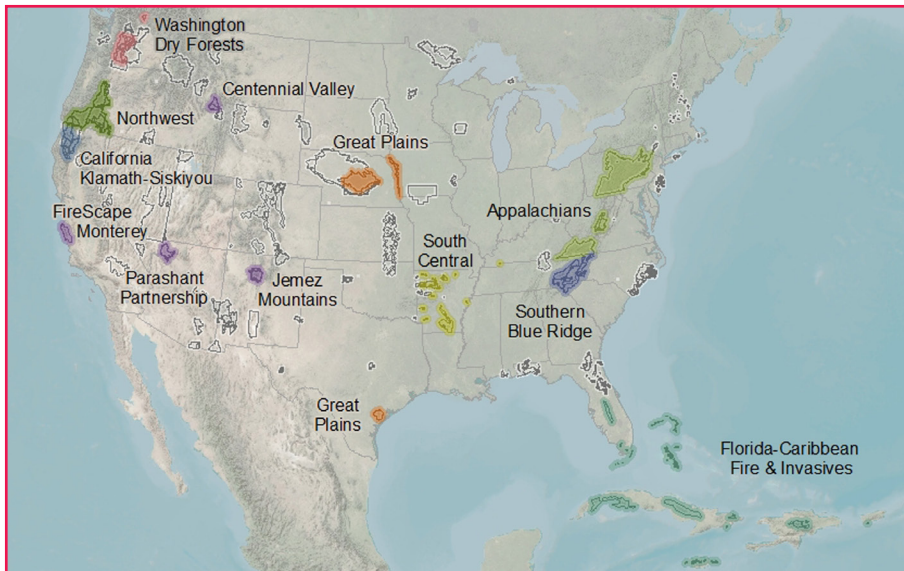 Washington
Dry Forests
Centennial Valley
Northwest
Great Plains
California
Klamath-Siskiyou
FireScape
Monterey
Appalachians
South
Central
Parashant
Partnership
Jemez
Mountains
Southern
Blue Ridge
Great
Plains
Florida-Caribbean
Fire & Invasives